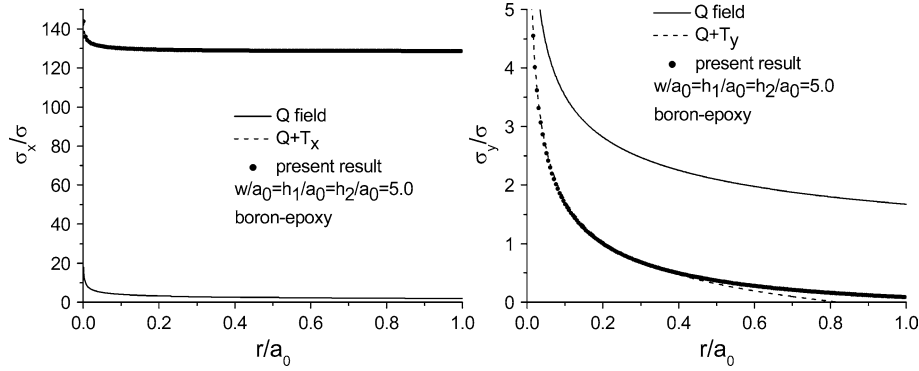 140
120
100
80
60
40
20
0
σx/σ
Q field
Q+Tx
present result
w/a0=h1/a0=h2/a0=5.0
boron-epoxy
0.0 0.2 0.4 0.6 0.8 1.0
r/a0
5
4
3
2
1
0
σy/σ
Q field
Q+Ty
present result
w/a0=h1/a0=h2/a0=5.0
boron-epoxy
0.0 0.2 0.4 0.6 0.8 1.0
r/a0